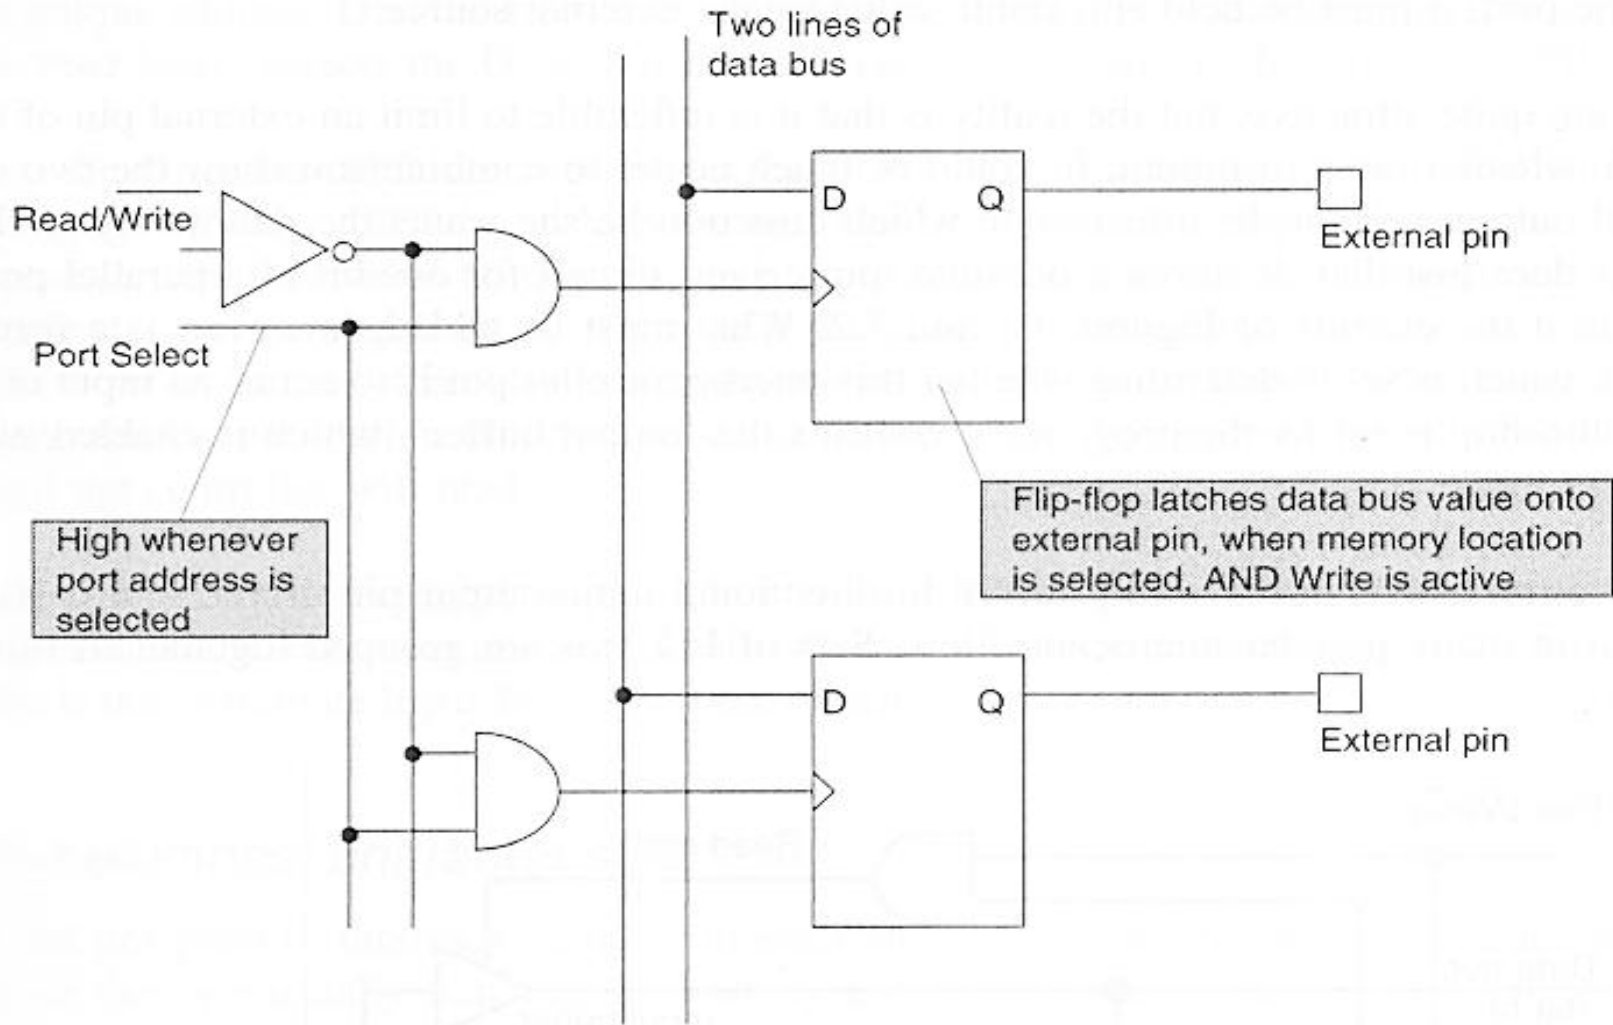 Two lines of
data bus
Read/Write
D
Q
External pin
Port Select
High whenever
port address is
selected
Flip-flop latches data bus value onto
external pin, when memory location
is selected, AND Write is active
D
Q
External pin